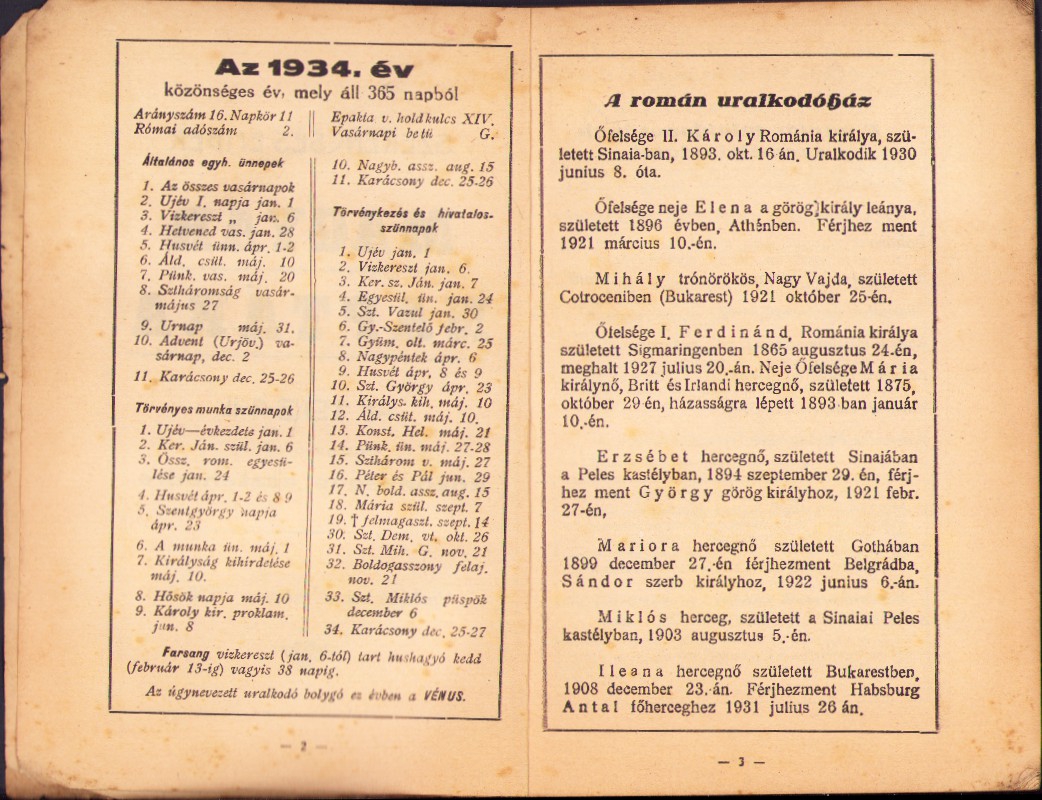 Az 1934. év
közönséges év, mely áll 365 napból
Arányszám 16. Napkör 11
Római adószám 2.
Epakta v. holdkulcs XIV.
Vasárnapi betü G.
Általános egyh. ünnepek
1. Az összes vasárnapok
2. Ujév I. napja jan. 1
3. Vizkereszt „ jan. 6
4. Hetvened vas. jan. 28
5. Husvét ünn. ápr. 1-2
6. Áld. csüt. máj. 10
7. Pünk. vas. máj. 20
8. Sztháromság vasár-
május 27
9. Urnap máj. 31.
10. Advent (Urjöv.) va-
sárnap, dec. 2
11. Karácsony dec. 25-26
Törvényes munka szünnapok
1. Ujév—évkezdete jan. 1
2. Ker. Ján. szül. jan. 6
3. Össz. rom. egyesü-
lése jan. 24
4. Husvét ápr. 1-2 és 8 9
5. Szentgyörgy napja
ápr. 23
6. A munka ün. máj. 1
7. Királyság kihirdetése
máj. 10.
8. Hősök napja máj. 10
9. Károly kir. proklam.
jun. 8
10. Nagyb. assz. aug. 15
11. Karácsony dec. 25-26
Törvénykezés és hivatalos-
szünnapok
1. Ujév jan. 1
2. Vizkereszt jan. 6.
3. Ker. sz. Ján. jan. 7
4. Egyesül. ün. jan. 24
5. Szt. Vazul jan. 30
6. Gy.-Szentelő febr. 2
7. Gyüm. olt. márc. 25
8. Nagypéntek ápr. 6
9. Husvét ápr. 8 és 9
10. Szt. György ápr. 23
11. Királys. kih. máj. 10
12. Áld. csüt. máj. 10.
13. Konst. Hel. máj. 21
14. Pünk. ün. máj. 27-28
15. Szthárom v. máj. 27
16. Péter és Pál jun. 29
17. N. bold. assz. aug. 15
18. Mária szül. szept. 7
19. † felmagaszt. szept. 14
30. Szt. Dem. vt. okt. 26
31. Szt. Mih. G. nov. 21
32. Boldogasszony felaj.
nov. 21
33. Szt. Miklós püspök
december 6
34. Karácsony dec. 25-27
Farsang vizkereszt (jan. 6-tól) tart hushagyó kedd
(február 13-ig) vagyis 38 napig.
Az úgynevezett uralkodó bolygó ez évben a VÉNUS.
— 2 —
A román uralkodóház
Őfelsége II. Károly Románia királya, szü-
letett Sinaia-ban, 1893. okt. 16 án. Uralkodik 1930
junius 8. óta.
Őfelsége neje Elena a görög király leánya,
született 1896 évben, Athénben. Férjhez ment
1921 március 10.-én.
Mihály trónörökös, Nagy Vajda, született
Cotroceniben (Bukarest) 1921 október 25-én.
Őfelsége I. Ferdinánd, Románia királya
született Sigmaringenben 1865 augusztus 24.-én,
meghalt 1927 julius 20.-án. Neje Őfelsége Mária
királynő, Britt és Irlandi hercegnő, született 1875,
október 29 én, házasságra lépett 1893 ban január
10.-én.
Erzsébet hercegnő, született Sinajában
a Peles kastélyban, 1894 szeptember 29. én, férj-
hez ment György görög királyhoz, 1921 febr.
27-én,
Mariora hercegnő született Gothában
1899 december 27.-én férjhezment Belgrádba,
Sándor szerb királyhoz, 1922 junius 6.-án.
Miklós herceg, született a Sinaiai Peles
kastélyban, 1903 augusztus 5.-én.
Ileana hercegnő született Bukarestben,
1908 december 23.-án. Férjhezment Habsburg
Antal főherceghez 1931 julius 26 án.
— 3 —